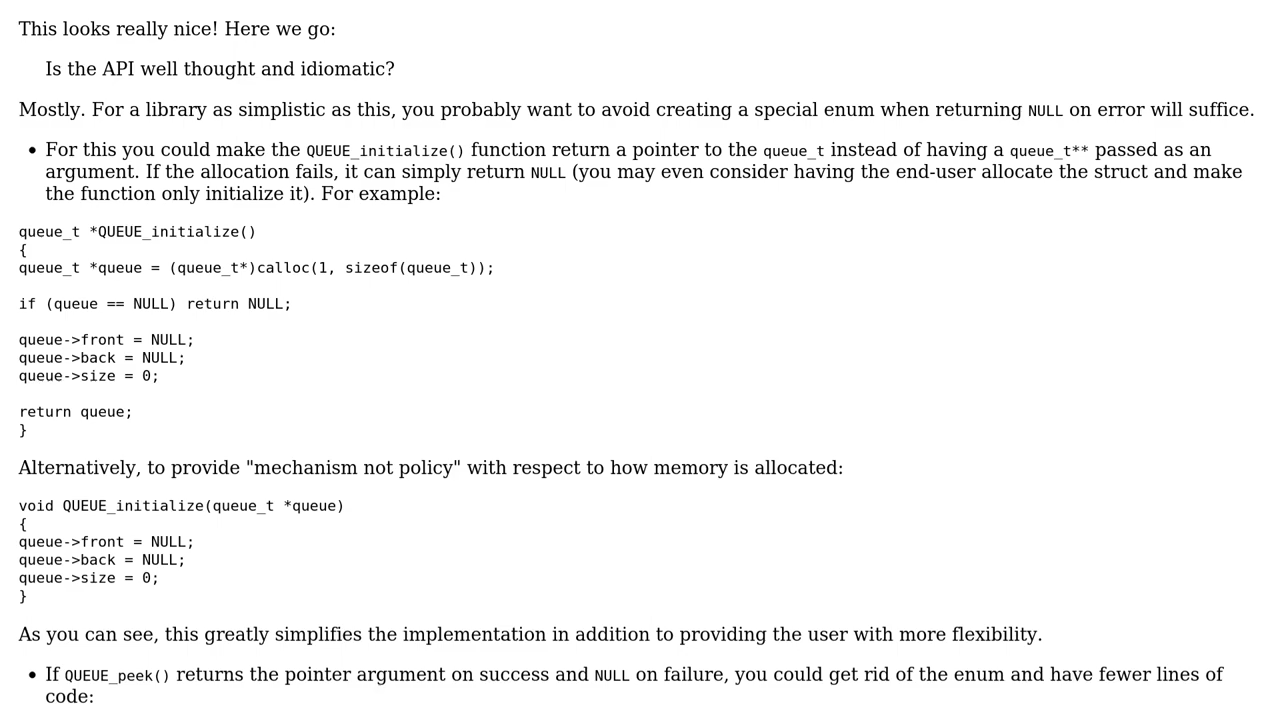 This looks really nice! Here we go:
Is the API well thought and idiomatic?
Mostly. For a library as simplistic as this, you probably want to avoid creating a special enum when returning NULL on error will suffice.
• For this you could make the QUEUE_initialize() function return a pointer to the queue_t instead of having a queue_t** passed as an
argument. If the allocation fails, it can simply return NULL (you may even consider having the end-user allocate the struct and make
the function only initialize it). For example:
queue_t *QUEUE_initialize()
{
queue_t *queue = (queue_t*)calloc(1, sizeof(queue_t));
if (queue == NULL) return NULL;
queue->front = NULL;
queue->back = NULL;
queue->size = 0;
return queue;
}
Alternatively, to provide "mechanism not policy" with respect to how memory is allocated:
void QUEUE_initialize(queue_t *queue)
{
queue->front = NULL;
queue->back = NULL;
queue->size = 0;
}
As you can see, this greatly simplifies the implementation in addition to providing the user with more flexibility.
• If QUEUE_peek() returns the pointer argument on success and NULL on failure, you could get rid of the enum and have fewer lines of
code: